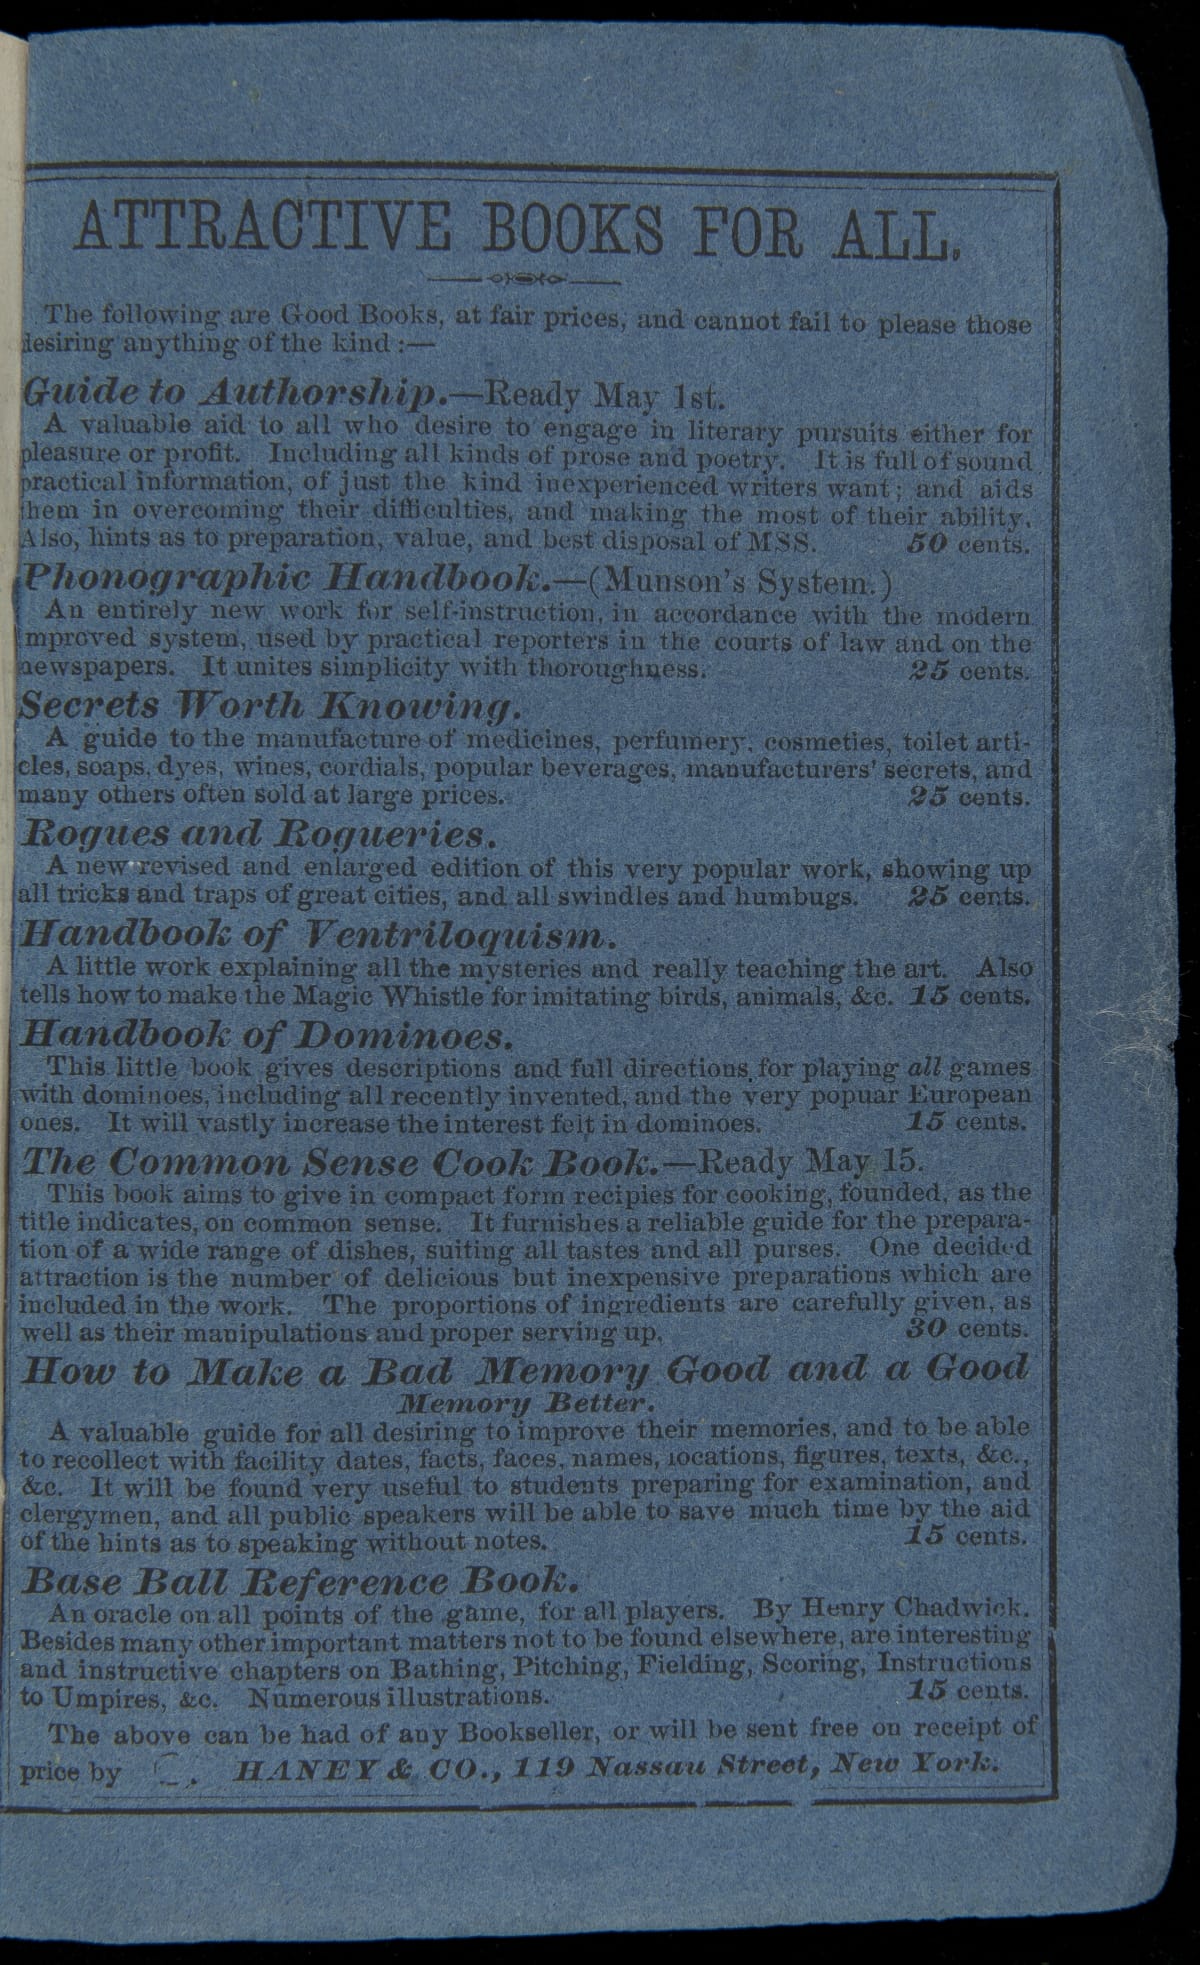 ATTRACTIVE BOOKS FOR ALL.
The following are Good Books, at fair prices, and cannot fail to please those
desiring anything of the kind :—
Guide to Authorship.—Ready May 1st.
A valuable aid to all who desire to engage in literary pursuits either for
pleasure or profit. Including all kinds of prose and poetry. It is full of sound
practical information, of just the kind inexperienced writers want; and aids
them in overcoming their difficulties, and making the most of their ability.
Also, hints as to preparation, value, and best disposal of MSS. 50 cents.
Phonographic Handbook.—(Munson's System.)
An entirely new work for self-instruction, in accordance with the modern
improved system, used by practical reporters in the courts of law and on the
newspapers. It unites simplicity with thoroughness. 25 cents.
Secrets Worth Knowing.
A guide to the manufacture of medicines, perfumery, cosmeties, toilet arti-
cles, soaps, dyes, wines, cordials, popular beverages, manufacturers' secrets, and
many others often sold at large prices. 25 cents.
Rogues and Rogueries.
A new revised and enlarged edition of this very popular work, showing up
all tricks and traps of great cities, and all swindles and humbugs. 25 cents.
Handbook of Ventriloquism.
A little work explaining all the mysteries and really teaching the art. Also
tells how to make the Magic Whistle for imitating birds, animals, &c. 15 cents.
Handbook of Dominoes.
This little book gives descriptions and full directions for playing all games
with dominoes, including all recently invented, and the very popuar European
ones. It will vastly increase the interest felt in dominoes. 15 cents.
The Common Sense Cook Book.—Ready May 15.
This book aims to give in compact form recipies for cooking, founded, as the
title indicates, on common sense. It furnishes a reliable guide for the prepara-
tion of a wide range of dishes, suiting all tastes and all purses. One decided
attraction is the number of delicious but inexpensive preparations which are
included in the work. The proportions of ingredients are carefully given, as
well as their manipulations and proper serving up, 30 cents.
How to Make a Bad Memory Good and a Good
Memory Better.
A valuable guide for all desiring to improve their memories, and to be able
to recollect with facility dates, facts, faces, names, locations, figures, texts, &c.,
&c. It will be found very useful to students preparing for examination, and
clergymen, and all public speakers will be able to save much time by the aid
of the hints as to speaking without notes. 15 cents.
Base Ball Reference Book.
An oracle on all points of the game, for all players. By Henry Chadwick.
Besides many other important matters not to be found elsewhere, are interesting
and instructive chapters on Bathing, Pitching, Fielding, Scoring, Instructions
to Umpires, &c. Numerous illustrations. 15 cents.
The above can be had of any Bookseller, or will be sent free on receipt of
price by HANEY & CO., 119 Nassau Street, New York.